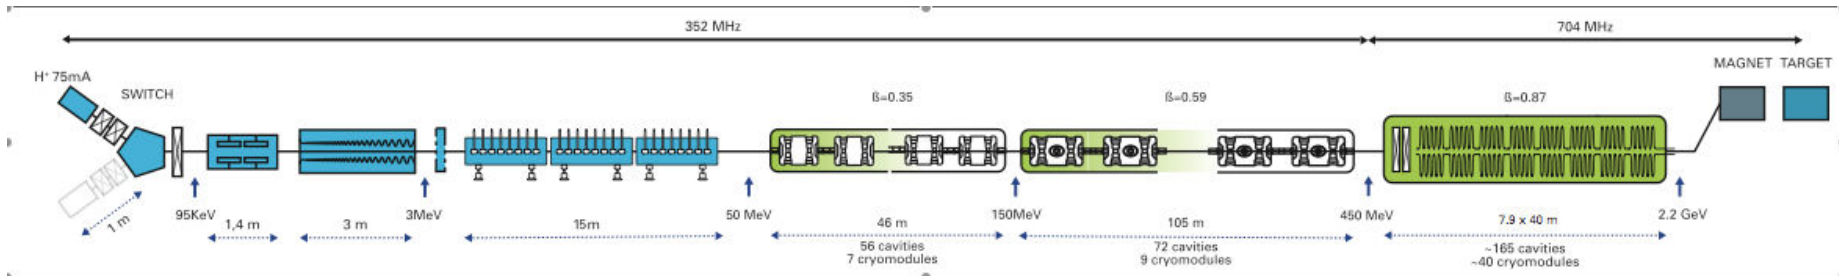 352 MHz
704 MHz
H⁺ 75mA
SWITCH
MAGNET
TARGET
ß=0.35
ß=0.59
ß=0.87
95KeV
3MeV
50 MeV
150MeV
450 MeV
2.2 GeV
1 m
1,4 m
3 m
15m
46 m
56 cavities
7 cryomodules
105 m
72 cavities
9 cryomodules
7.9 x 40 m
~165 cavities
~40 cryomodules